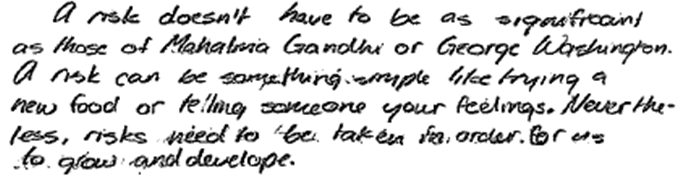 A risk doesn't have to be as significant
as those of Mahatma Gandhi or George Washington.
A risk can be something simple like trying a
new food or telling someone your feelings. Never the-
less, risks need to be taken in order for us
to grow and develope.